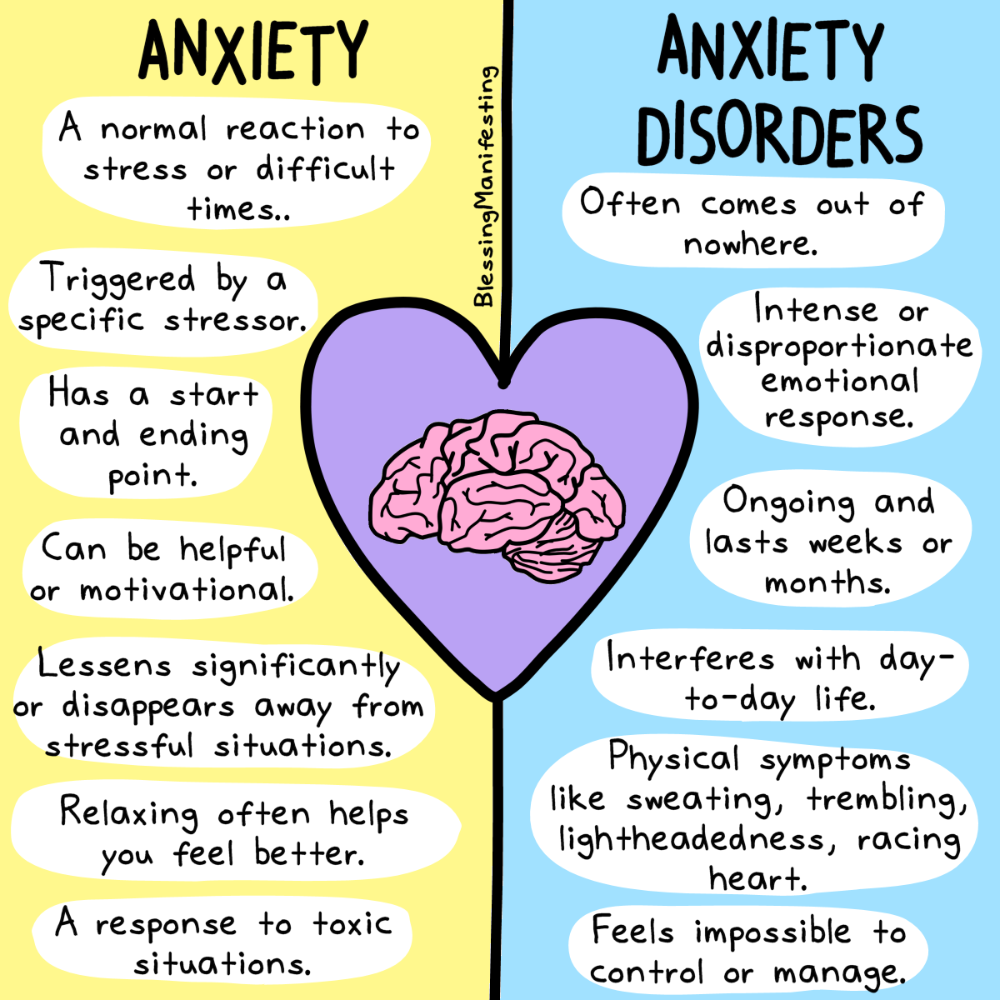 ANXIETY
A normal reaction to
stress or difficult
times..
Triggered by a
specific stressor.
Has a start
and ending
point.
Can be helpful
or motivational.
Lessens significantly
or disappears away from
stressful situations.
Relaxing often helps
you feel better.
A response to toxic
situations.
BlessingManifesting
ANXIETY
DISORDERS
Often comes out of
nowhere.
Intense or
disproportionate
emotional
response.
Ongoing and
lasts weeks or
months.
Interferes with day-
to-day life.
Physical symptoms
like sweating, trembling,
lightheadedness, racing
heart.
Feels impossible to
control or manage.